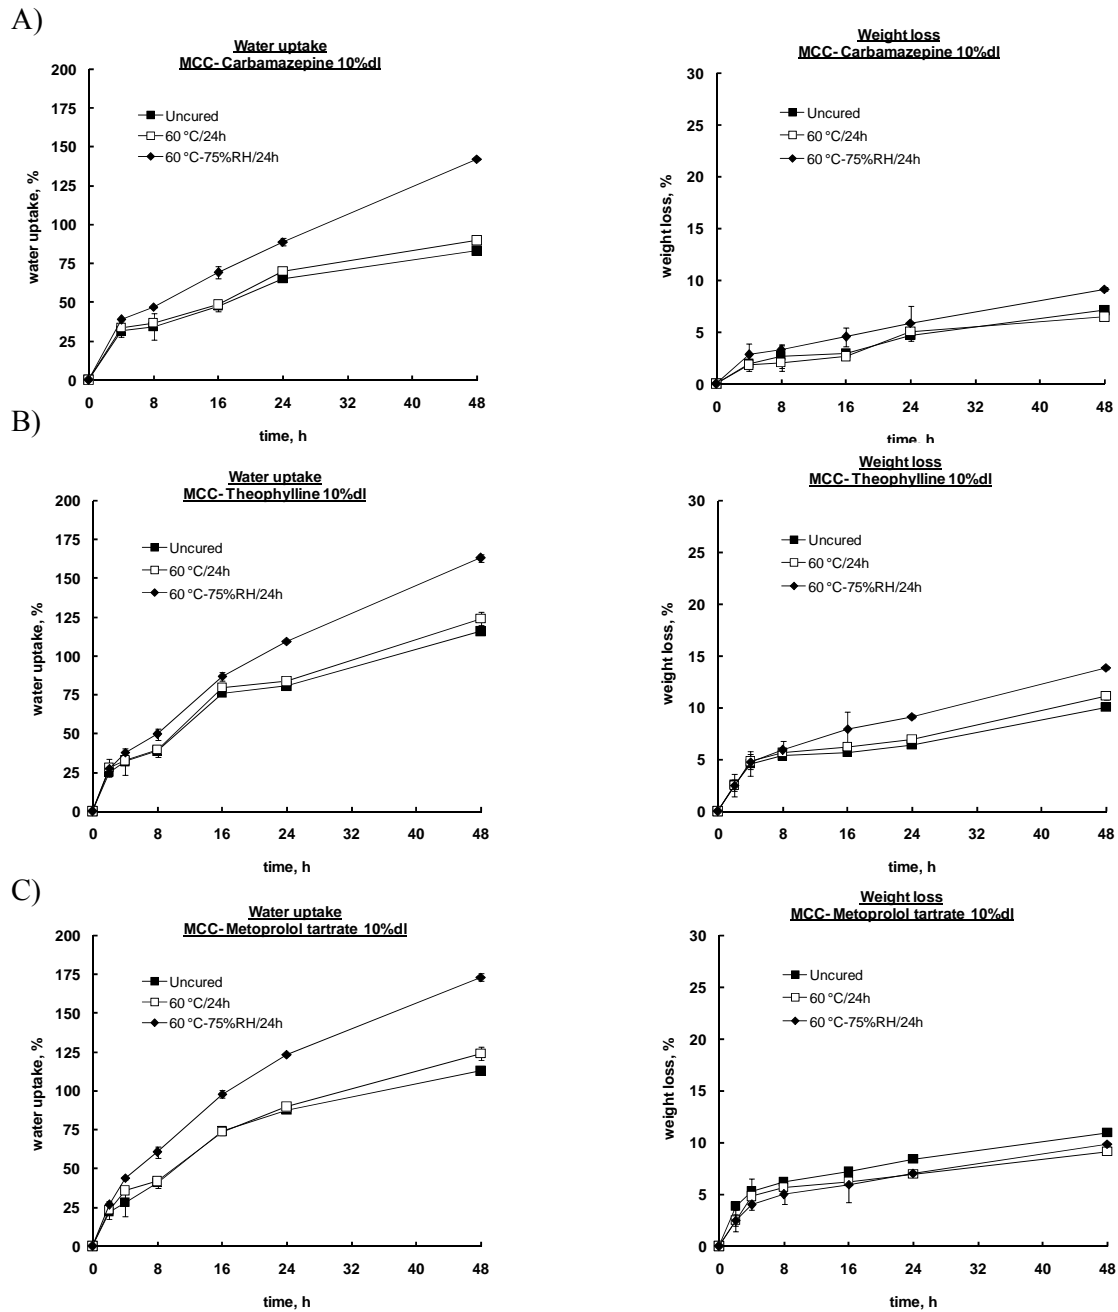 A)
Water uptake
MCC- Carbamazepine 10%dl
200
175
150
125
100
75
50
25
0
water uptake, %
Uncured
60 °C/24h
60 °C-75%RH/24h
0 8 16 24 32 40 48
time, h
Weight loss
MCC- Carbamazepine 10%dl
30
25
20
15
10
5
0
weight loss, %
Uncured
60 °C/24h
60 °C-75%RH/24h
0 8 16 24 32 40 48
time, h
B)
Water uptake
MCC- Theophylline 10%dl
200
175
150
125
100
75
50
25
0
water uptake, %
Uncured
60 °C/24h
60 °C-75%RH/24h
0 8 16 24 32 40 48
time, h
Weight loss
MCC- Theophylline 10%dl
30
25
20
15
10
5
0
weight loss, %
Uncured
60 °C/24h
60 °C-75%RH/24h
0 8 16 24 32 40 48
time, h
C)
Water uptake
MCC- Metoprolol tartrate 10%dl
200
175
150
125
100
75
50
25
0
water uptake, %
Uncured
60 °C/24h
60 °C-75%RH/24h
0 8 16 24 32 40 48
time, h
Weight loss
MCC- Metoprolol tartrate 10%dl
30
25
20
15
10
5
0
weight loss, %
Uncured
60 °C/24h
60 °C-75%RH/24h
0 8 16 24 32 40 48
time, h